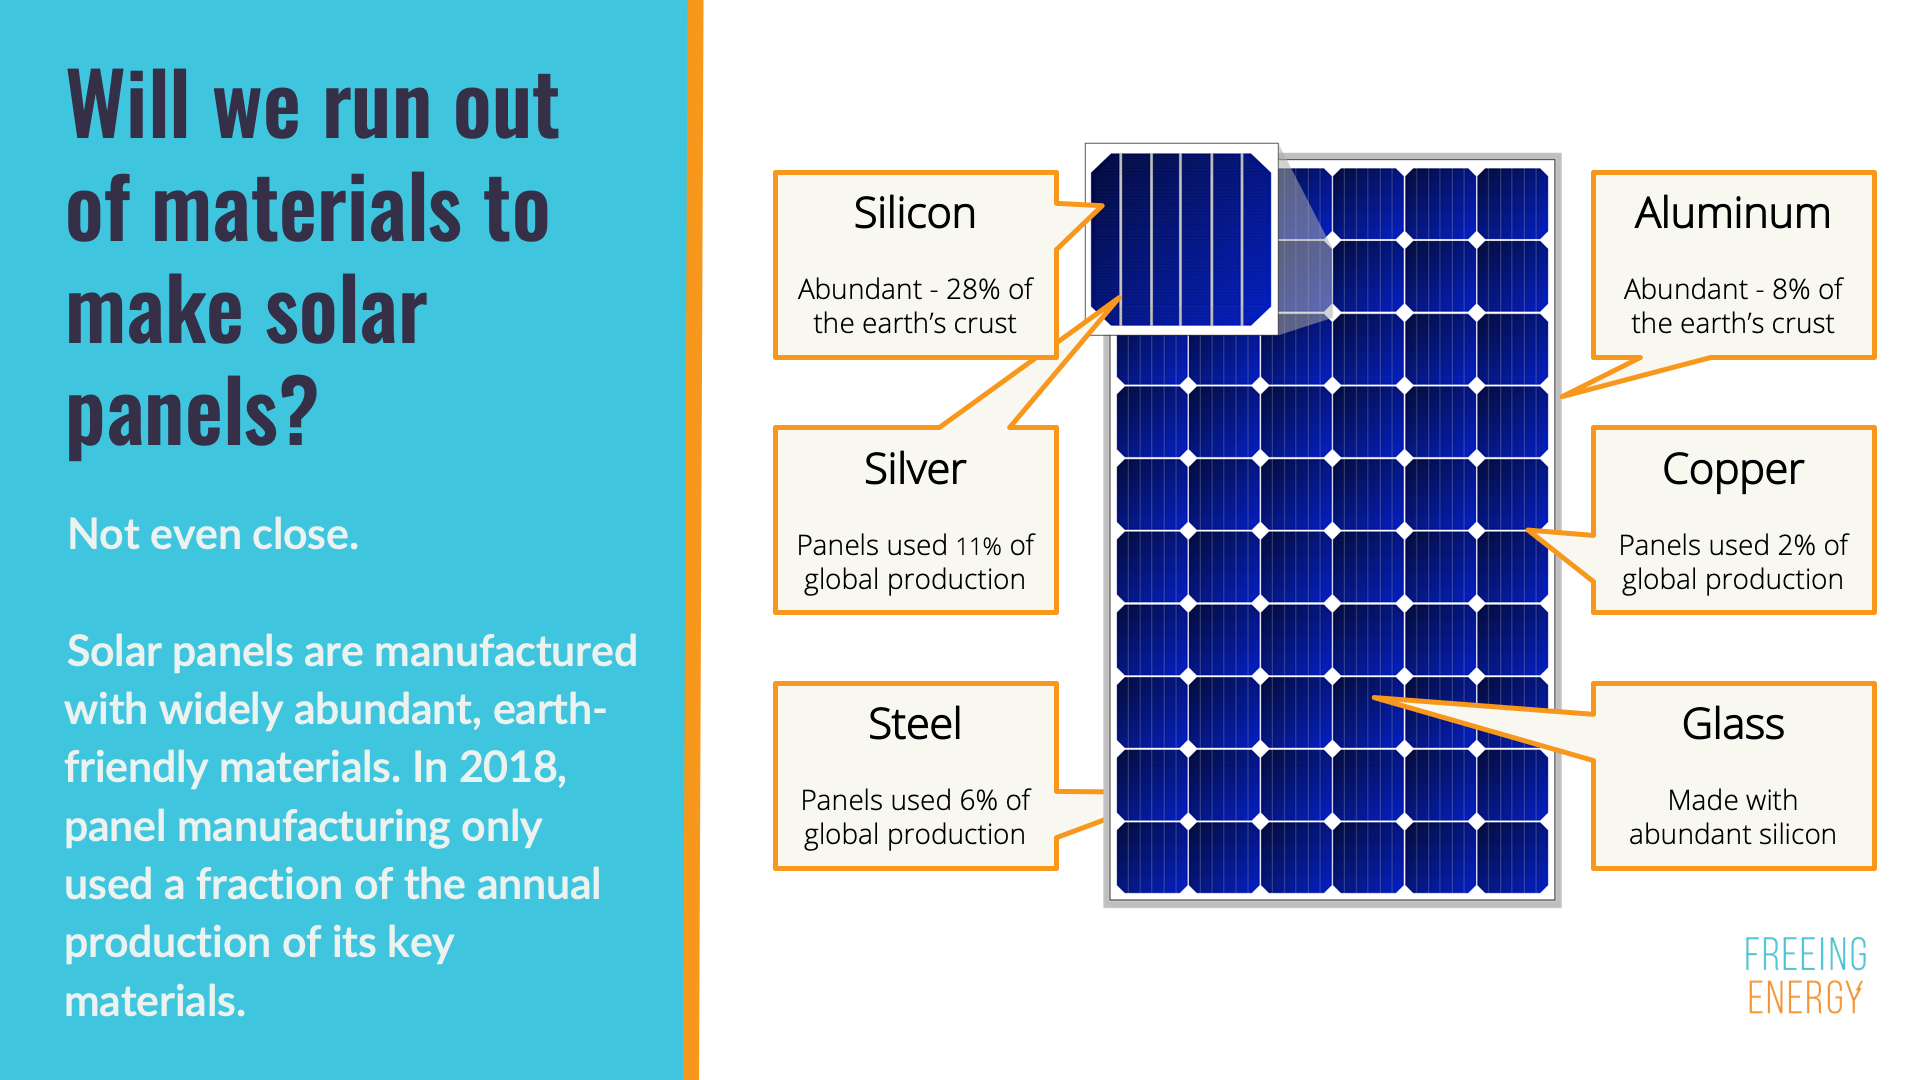 Will we run out
of materials to
make solar
panels?
Not even close.
Solar panels are manufactured
with widely abundant, earth-
friendly materials. In 2018,
panel manufacturing only
used a fraction of the annual
production of its key
materials.
Silicon
Abundant - 28% of
the earth's crust
Silver
Panels used 11% of
global production
Steel
Panels used 6% of
global production
Aluminum
Abundant - 8% of
the earth's crust
Copper
Panels used 2% of
global production
Glass
Made with
abundant silicon
FREEING
ENERGY